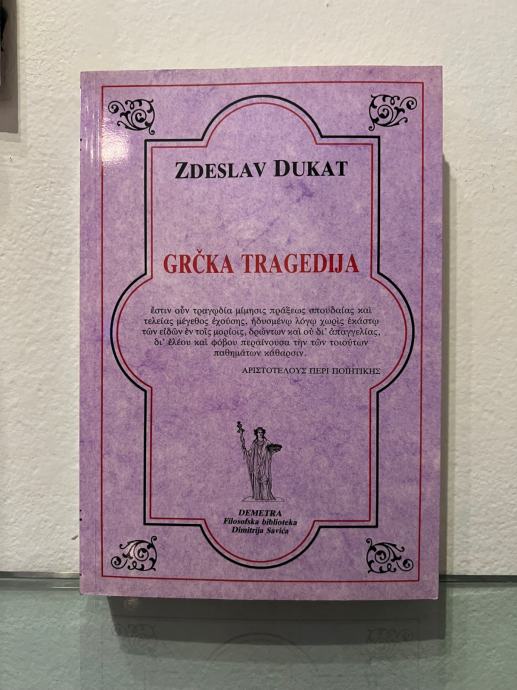 ZDESLAV DUKAT
GRČKA TRAGEDIJA
ἔστιν οὖν τραγῳδία μίμησις πράξεως σπουδαίας καὶ
τελείας μέγεθος ἐχούσης, ἡδυσμένῳ λόγῳ χωρὶς ἑκάστῳ
τῶν εἰδῶν ἐν τοῖς μορίοις, δρώντων καὶ οὐ δι’ ἀπαγγελίας,
δι’ ἐλέου καὶ φόβου περαίνουσα τὴν τῶν τοιούτων
παθημάτων κάθαρσιν.
ΑΡΙΣΤΟΤΕΛΟΥΣ ΠΕΡΙ ΠΟΙΗΤΙΚΗΣ
DEMETRA
Filosofska biblioteka
Dimitrija Savića